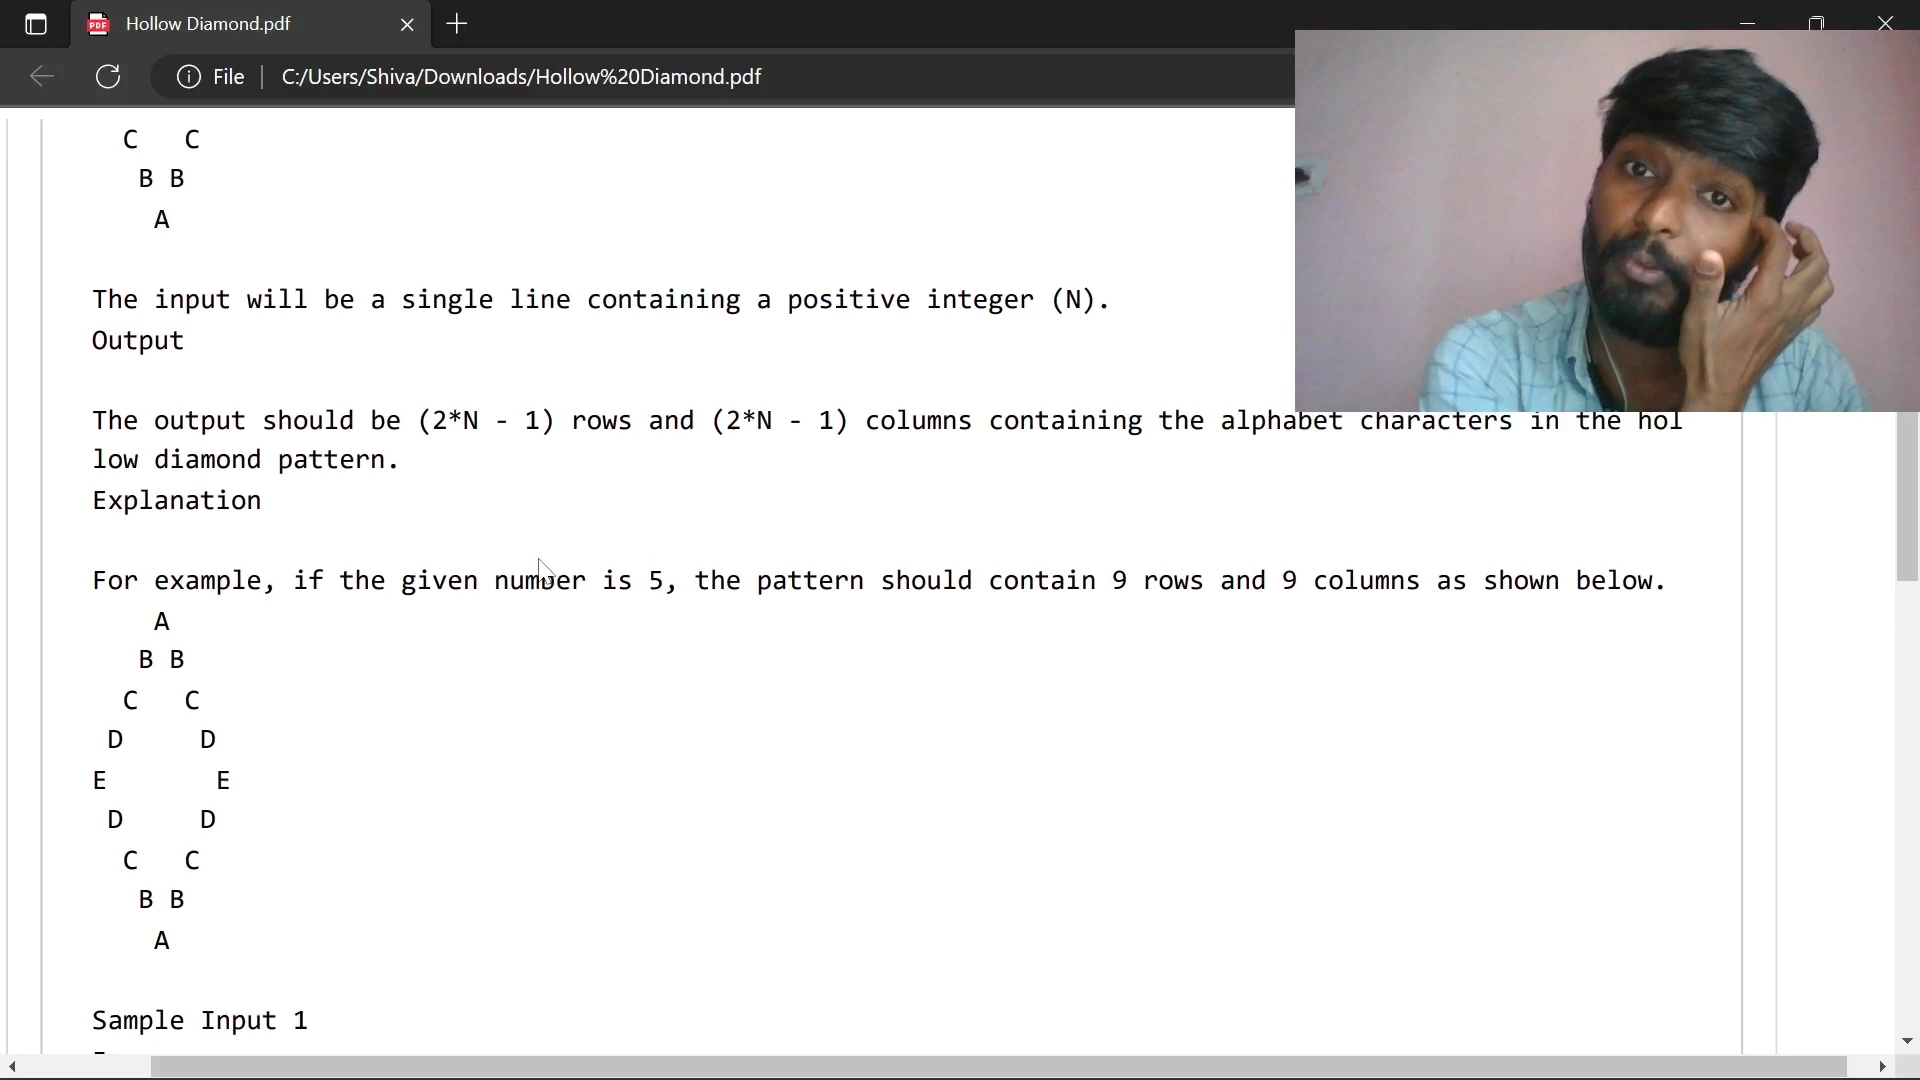 Hollow Diamond.pdf
File C:/Users/Shiva/Downloads/Hollow%20Diamond.pdf
  C   C
   B B
    A
The input will be a single line containing a positive integer (N).
Output
The output should be (2*N - 1) rows and (2*N - 1) columns containing the alphabet characters in the hol
low diamond pattern.
Explanation
For example, if the given number is 5, the pattern should contain 9 rows and 9 columns as shown below.
    A
   B B
  C   C
 D     D
E       E
 D     D
  C   C
   B B
    A
Sample Input 1